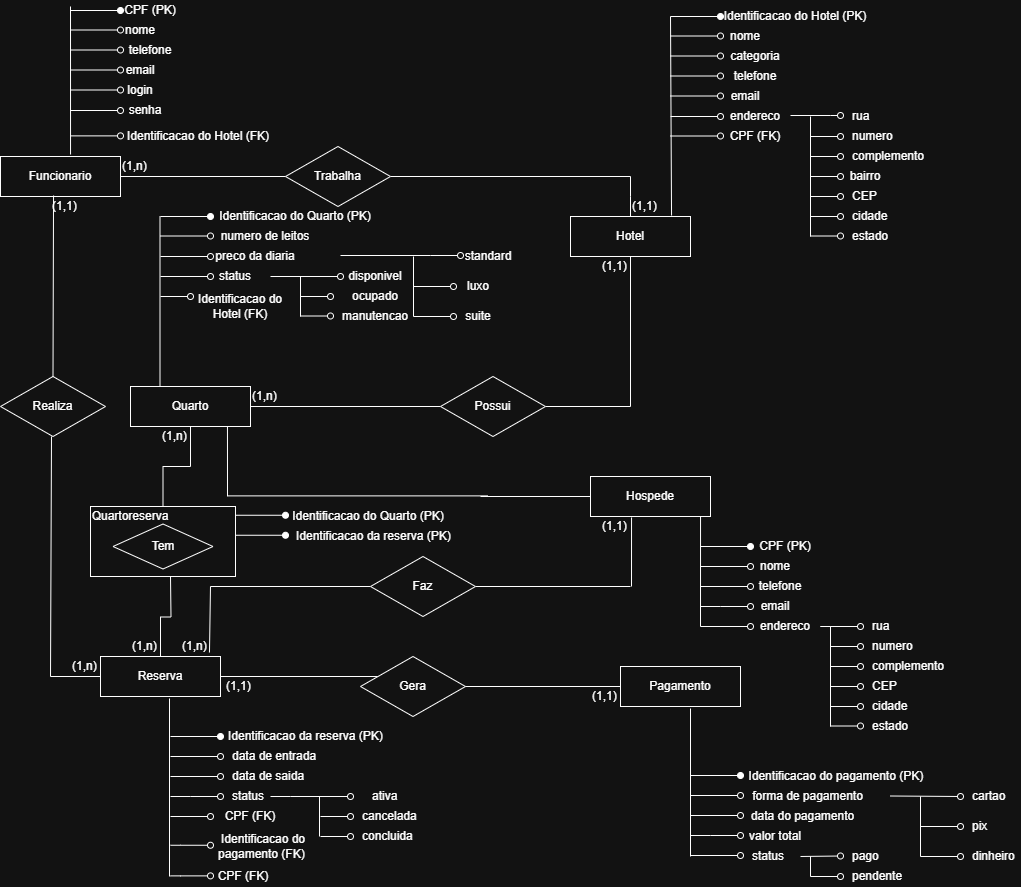 CPF (PK)
nome
telefone
email
login
senha
Identificacao do Hotel (FK)
Funcionario
(1,n)
(1,1)
Trabalha
Identificacao do Hotel (PK)
nome
categoria
telefone
email
endereco
CPF (FK)
rua
numero
complemento
bairro
CEP
cidade
estado
(1,1)
Hotel
(1,1)
Identificacao do Quarto (PK)
numero de leitos
preco da diaria
status
Identificacao do
Hotel (FK)
disponivel
ocupado
manutencao
standard
luxo
suite
Realiza
Quarto
(1,n)
(1,n)
Possui
Quartoreserva
Tem
Identificacao do Quarto (PK)
Identificacao da reserva (PK)
Hospede
(1,1)
CPF (PK)
nome
telefone
email
endereco
rua
numero
complemento
CEP
cidade
estado
Faz
(1,n)
(1,n)
(1,n)
Reserva
(1,1)
Gera
(1,1)
Pagamento
Identificacao da reserva (PK)
data de entrada
data de saida
status
CPF (FK)
Identificacao do
pagamento (FK)
CPF (FK)
ativa
cancelada
concluida
Identificacao do pagamento (PK)
forma de pagamento
data do pagamento
valor total
status
cartao
pix
dinheiro
pago
pendente